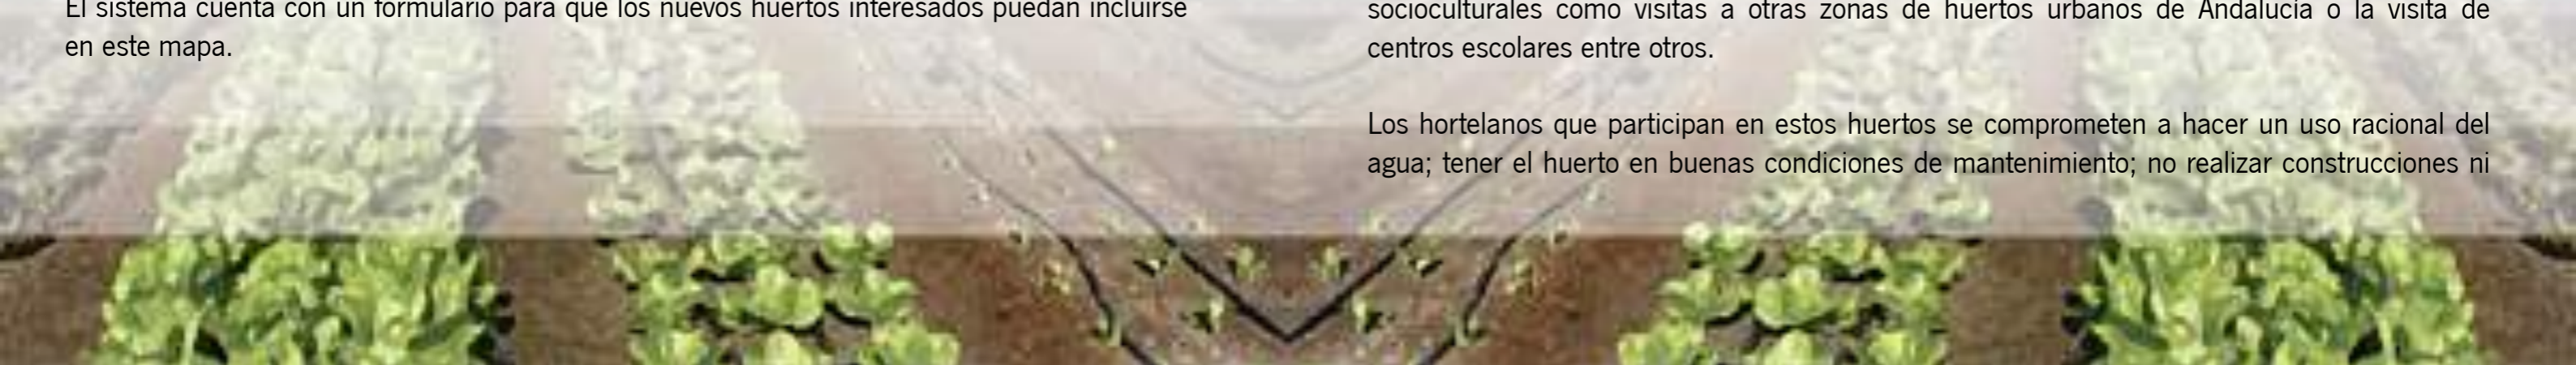 El sistema cuenta con un formulario para que los nuevos huertos interesados puedan incluirse
en este mapa.
socioculturales como visitas a otras zonas de huertos urbanos de Andalucía o la visita de
centros escolares entre otros.
Los hortelanos que participan en estos huertos se comprometen a hacer un uso racional del
agua; tener el huerto en buenas condiciones de mantenimiento; no realizar construcciones ni